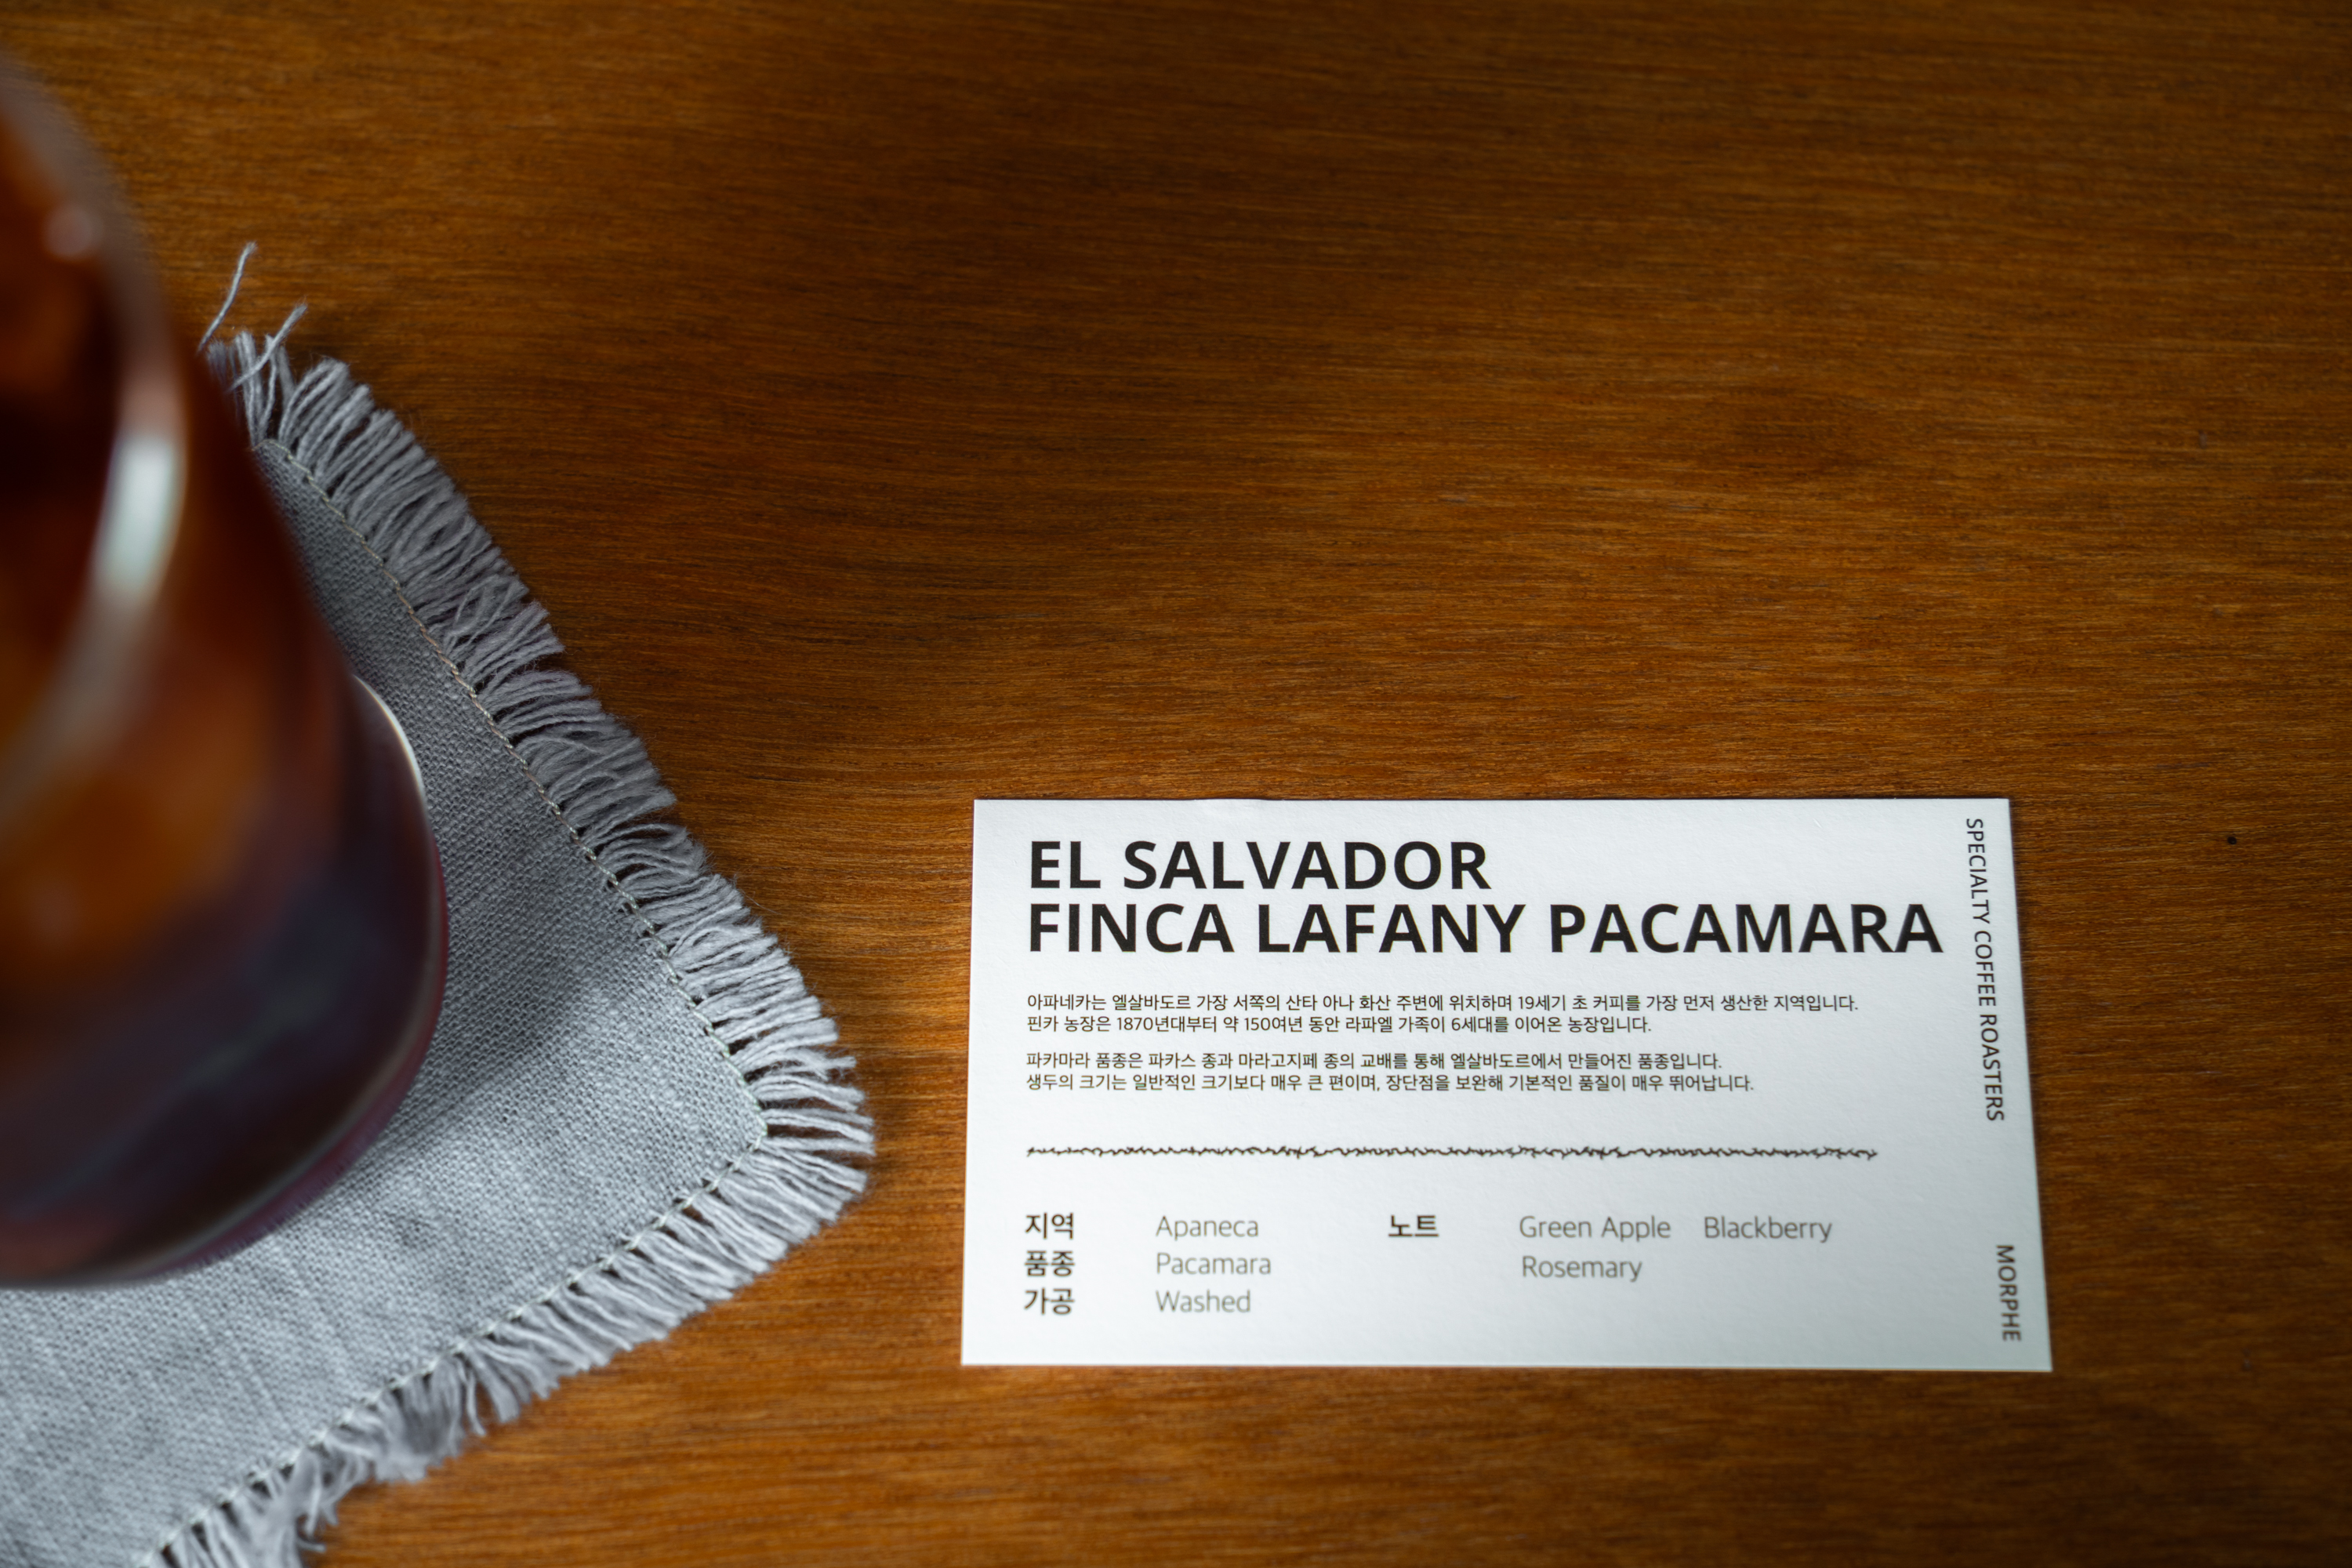 EL SALVADOR
FINCA LAFANY PACAMARA
아파네카는 엘살바도르 가장 서쪽의 산타 아나 화산 주변에 위치하며 19세기 초 커피를 가장 먼저 생산한 지역입니다.
핀카 농장은 1870년대부터 약 150여년 동안 라파엘 가족이 6세대를 이어온 농장입니다.
파카마라 품종은 파카스 종과 마라고지페 종의 교배를 통해 엘살바도르에서 만들어진 품종입니다.
생두의 크기는 일반적인 크기보다 매우 큰 편이며, 장단점을 보완해 기본적인 품질이 매우 뛰어납니다.
지역 Apaneca 노트 Green Apple Blackberry
품종 Pacamara Rosemary
가공 Washed
SPECIALTY COFFEE ROASTERS
MORPHE